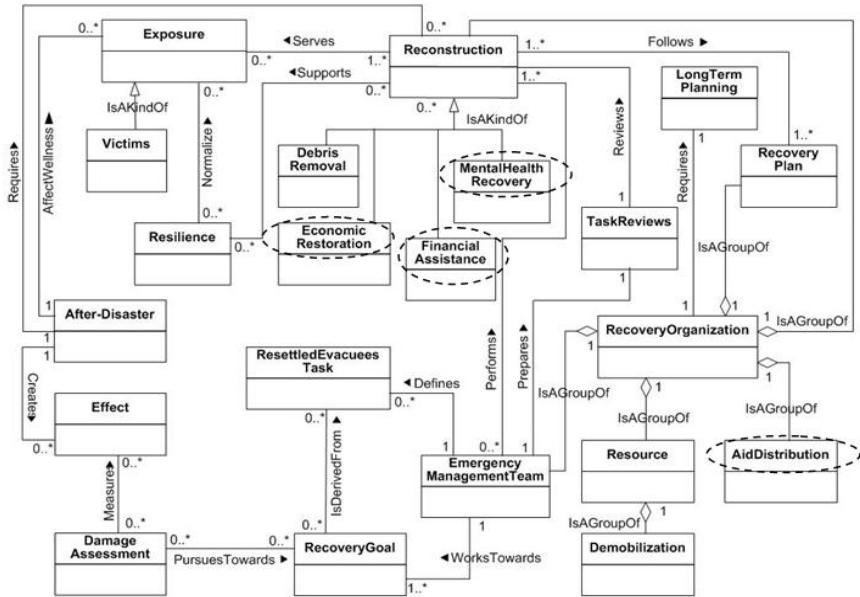 0..*
Exposure
0..*
◄Serves
0..*
1..*
Reconstruction
1..*
Follows ►
0..*
◄Supports
0..*
1..*
LongTerm
Planning
IsAKindOf
0..*
IsAKindOf
Requires►
AffectWellness►
Victims
Normalize►
Debris
Removal
MentalHealth
Recovery
Reviews►
Requires►
1
1..*
Recovery
Plan
0..*
Resilience
0..*
Economic
Restoration
Financial
Assistance
1
TaskReviews
IsAGroupOf
1
1
After-Disaster
1
1
1
1
1
RecoveryOrganization
1
IsAGroupOf
1
1
ResettledEvacuees
Task
Performs►
Prepares►
Creates►
◄Defines
0..*
IsAGroupOf
IsAGroupOf
IsAGroupOf
Effect
0..*
0..*
0..*
IsDerivedFrom►
1
0..*
1
Emergency
ManagementTeam
Resource
AidDistribution
Measure►
1
IsAGroupOf
0..*
0..*
1
Damage
Assessment
0..*
0..*
PursuesTowards ►
RecoveryGoal
◄WorksTowards
1..*
Demobilization